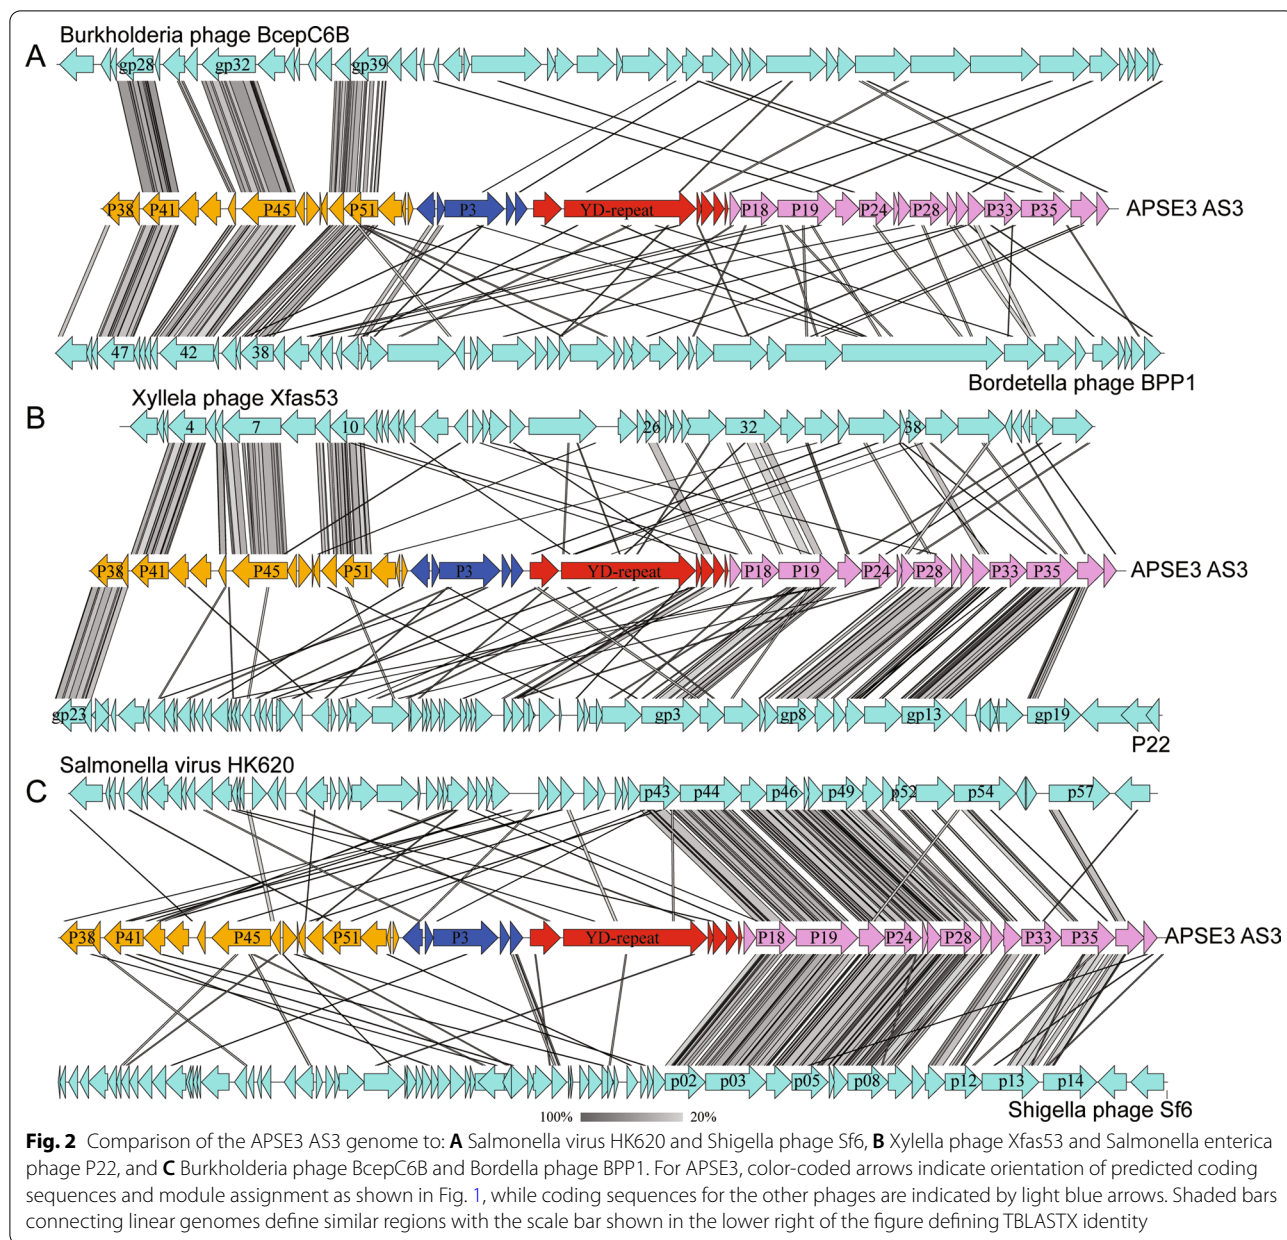 A
Burkholderia phage BcepC6B
gp28 gp32 gp39
P38 P41 P45 P51 P3 YD-repeat P18 P19 P24 P28 P33 P35 APSE3 AS3
47 42 38
Bordetella phage BPP1
B
Xyllela phage Xfas53
4 7 10 26 32 38
P38 P41 P45 P51 P3 YD-repeat P18 P19 P24 P28 P33 P35 APSE3 AS3
gp23 gp3 gp8 gp13 gp19
P22
Salmonella virus HK620
C
p43 p44 p46 p49 p52 p54 p57
P38 P41 P45 P51 P3 YD-repeat P18 P19 P24 P28 P33 P35 APSE3 AS3
p02 p03 p05 p08 p12 p13 p14
Shigella phage Sf6
100% 20%
Fig. 2 Comparison of the APSE3 AS3 genome to: A Salmonella virus HK620 and Shigella phage Sf6, B Xylella phage Xfas53 and Salmonella enterica
phage P22, and C Burkholderia phage BcepC6B and Bordella phage BPP1. For APSE3, color-coded arrows indicate orientation of predicted coding
sequences and module assignment as shown in Fig. 1, while coding sequences for the other phages are indicated by light blue arrows. Shaded bars
connecting linear genomes define similar regions with the scale bar shown in the lower right of the figure defining TBLASTX identity